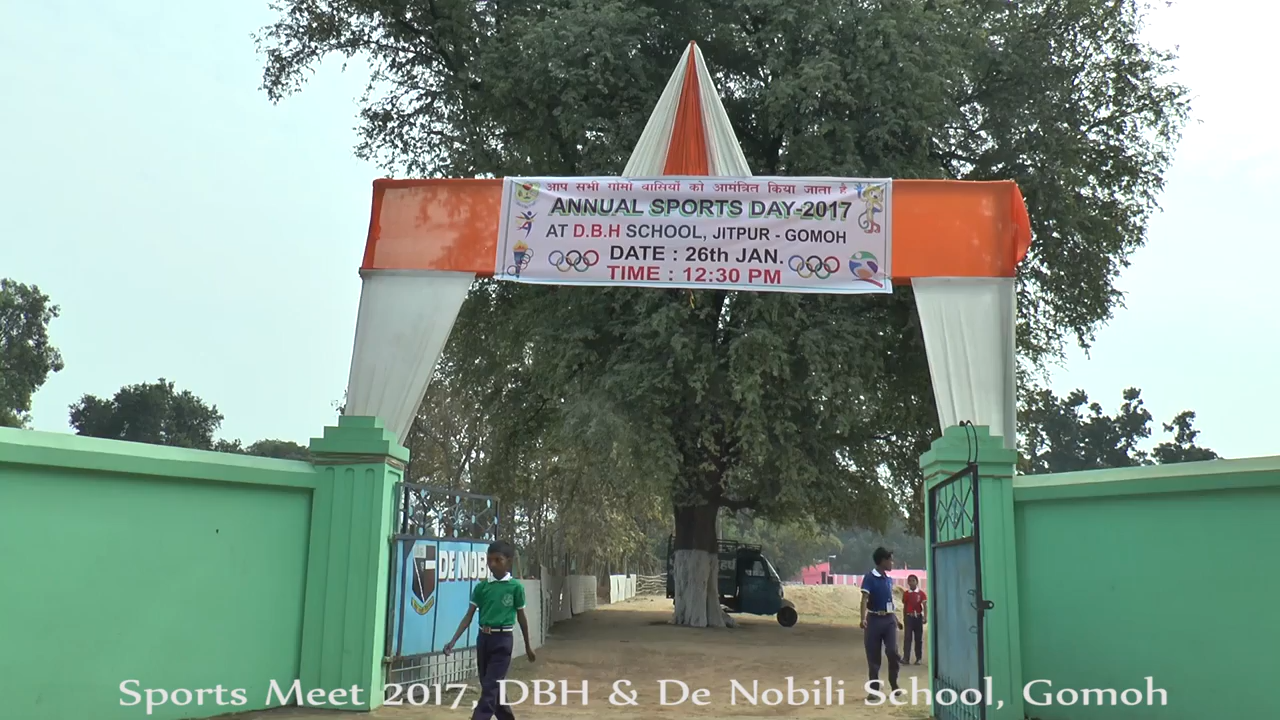 आप सभी गोमो वासियों को आमंत्रित किया जाता है
ANNUAL SPORTS DAY-2017
AT D.B.H SCHOOL, JITPUR - GOMOH
DATE : 26th JAN.
TIME : 12:30 PM
DE NOB
Sports Meet 2017, DBH & De Nobili School, Gomoh